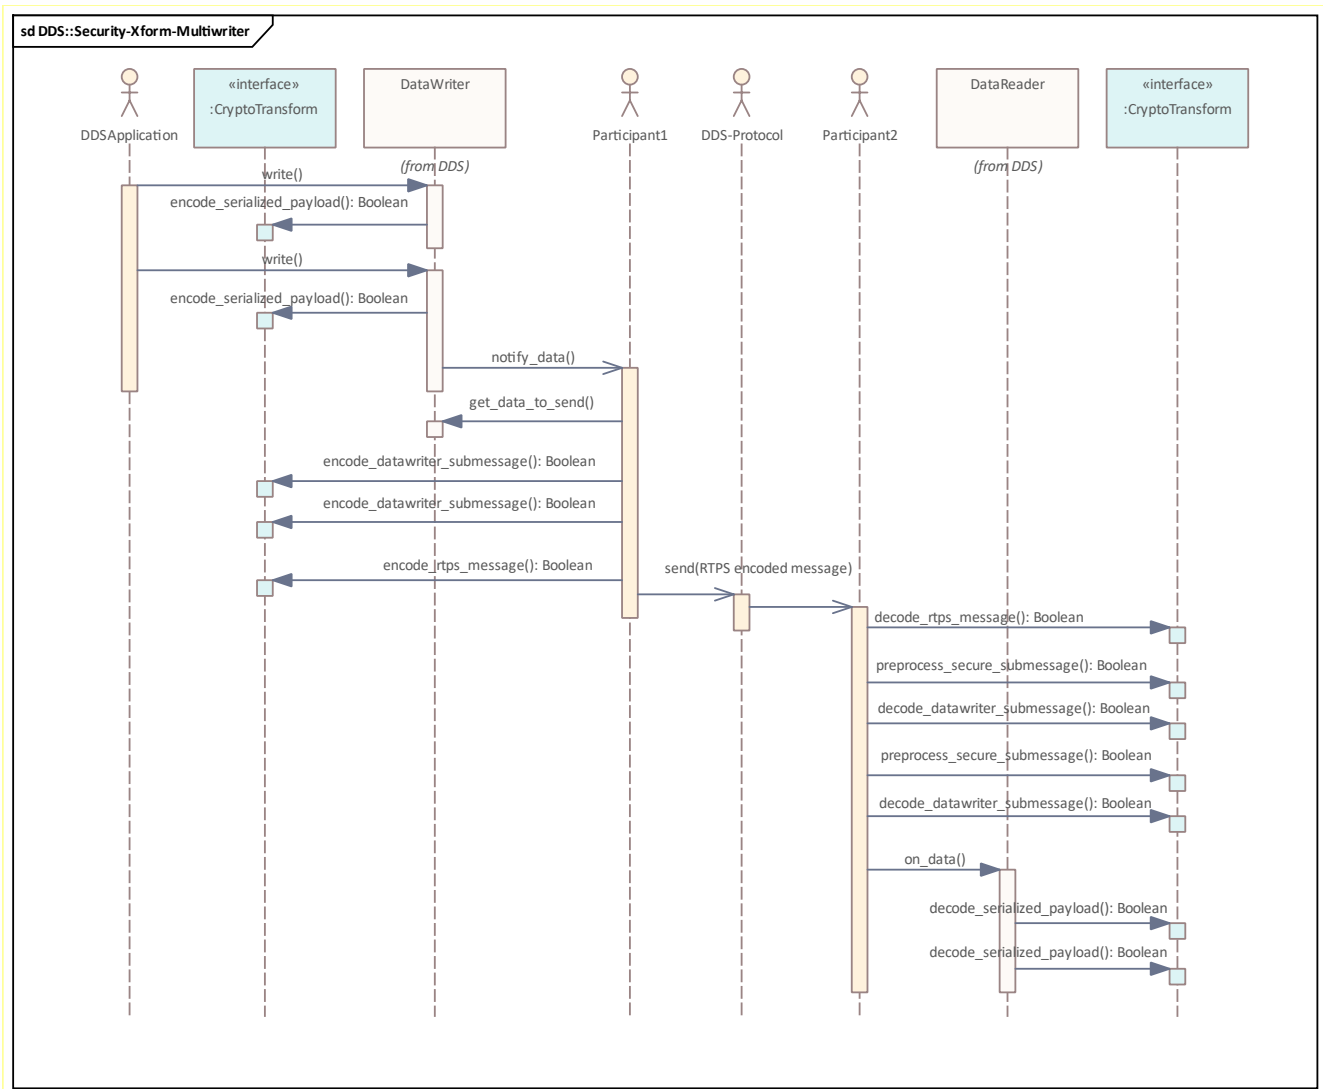 sd DDS::Security-Xform-Multiwriter
DDSApplication
«interface»
:CryptoTransform
DataWriter
(from DDS)
Participant1
DDS-Protocol
Participant2
DataReader
(from DDS)
«interface»
:CryptoTransform
write()
encode_serialized_payload(): Boolean
write()
encode_serialized_payload(): Boolean
notify_data()
get_data_to_send()
encode_datawriter_submessage(): Boolean
encode_datawriter_submessage(): Boolean
encode_rtps_message(): Boolean
send(RTPS encoded message)
decode_rtps_message(): Boolean
preprocess_secure_submessage(): Boolean
decode_datawriter_submessage(): Boolean
preprocess_secure_submessage(): Boolean
decode_datawriter_submessage(): Boolean
on_data()
decode_serialized_payload(): Boolean
decode_serialized_payload(): Boolean